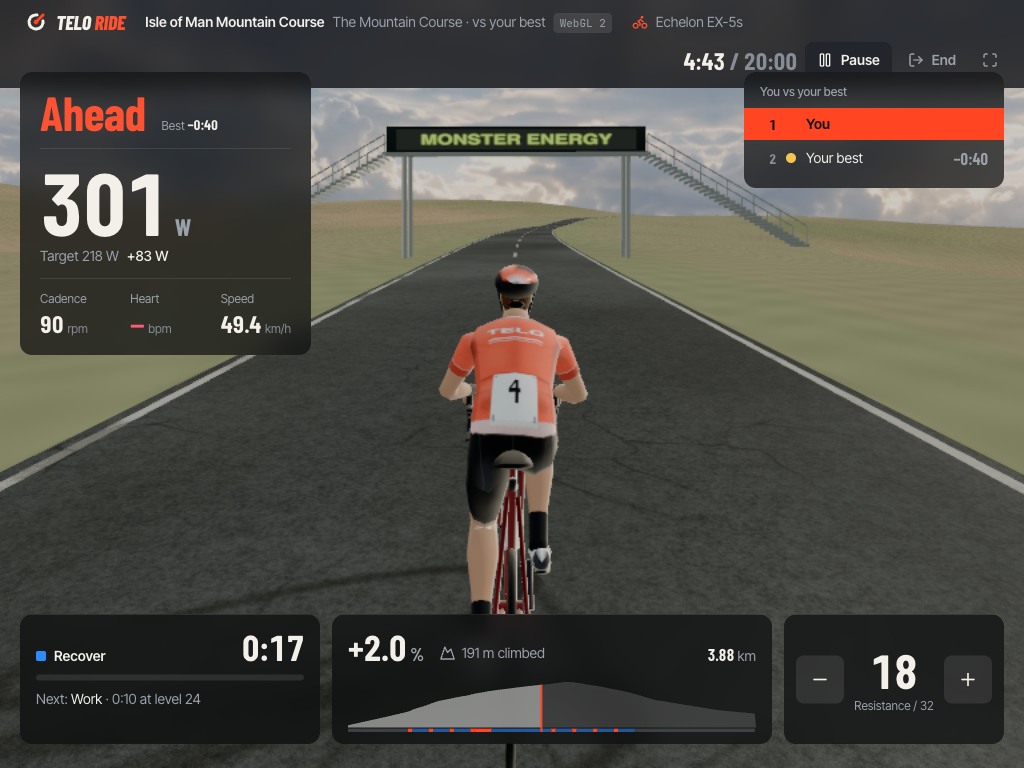 TELO RIDE Isle of Man Mountain Course The Mountain Course · vs your best WebGL 2 Echelon EX-5s
4:43 / 20:00 Pause End
Ahead Best −0:40
301 W
Target 218 W +83 W
Cadence Heart Speed
90 rpm – bpm 49.4 km/h
You vs your best
1 You
2 Your best −0:40
MONSTER ENERGY
TELO
4
Recover 0:17
Next: Work · 0:10 at level 24
+2.0 % 191 m climbed 3.88 km
− 18 +
Resistance / 32